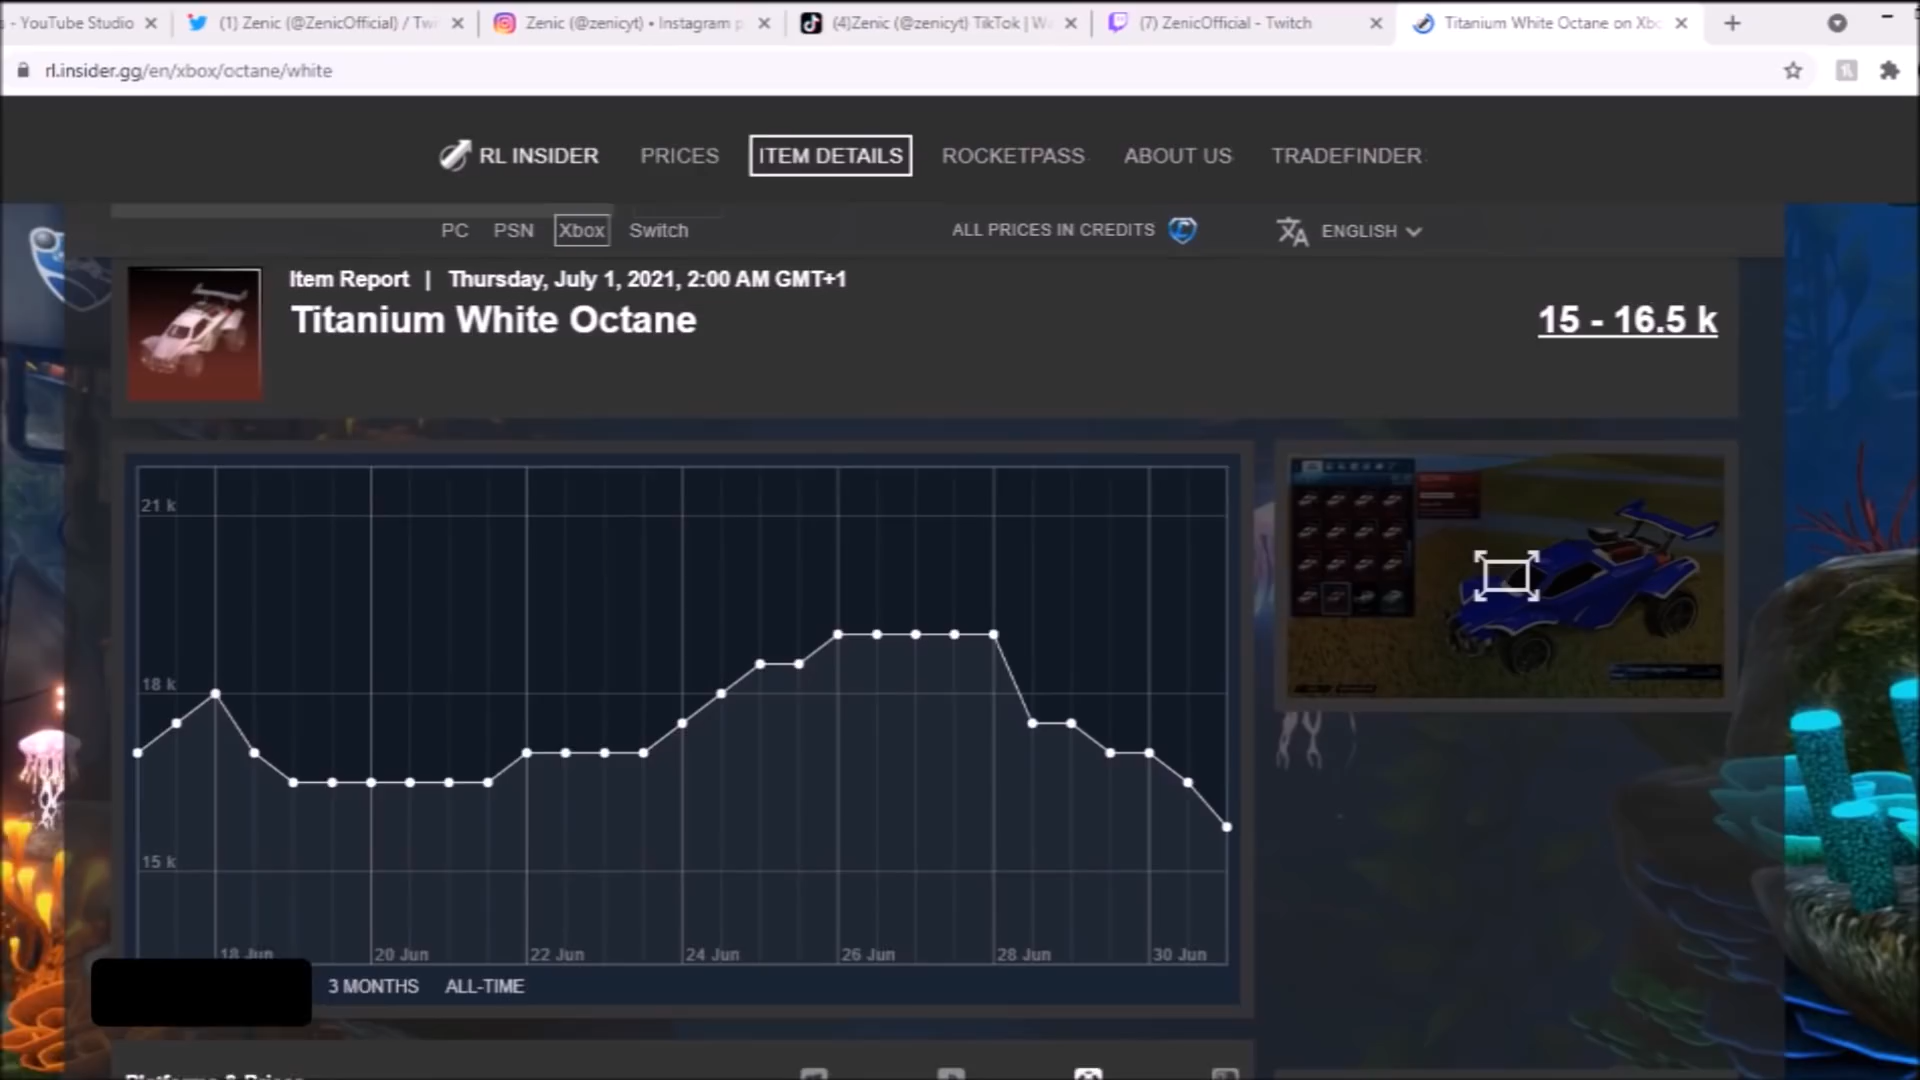 - YouTube Studio
(1) Zenic (@ZenicOfficial) / Twi
Zenic (@zenicyt) • Instagram p
(4)Zenic (@zenicyt) TikTok | W
(7) ZenicOfficial - Twitch
Titanium White Octane on Xbo
rl.insider.gg/en/xbox/octane/white
RL INSIDER
PRICES
ITEM DETAILS
ROCKETPASS
ABOUT US
TRADEFINDER
PC
PSN
Xbox
Switch
ALL PRICES IN CREDITS
ENGLISH
Item Report | Thursday, July 1, 2021, 2:00 AM GMT+1
Titanium White Octane
15 - 16.5 k
21 k
18 k
15 k
18 Jun
20 Jun
22 Jun
24 Jun
26 Jun
28 Jun
30 Jun
3 MONTHS
ALL-TIME
Platforms & Prices